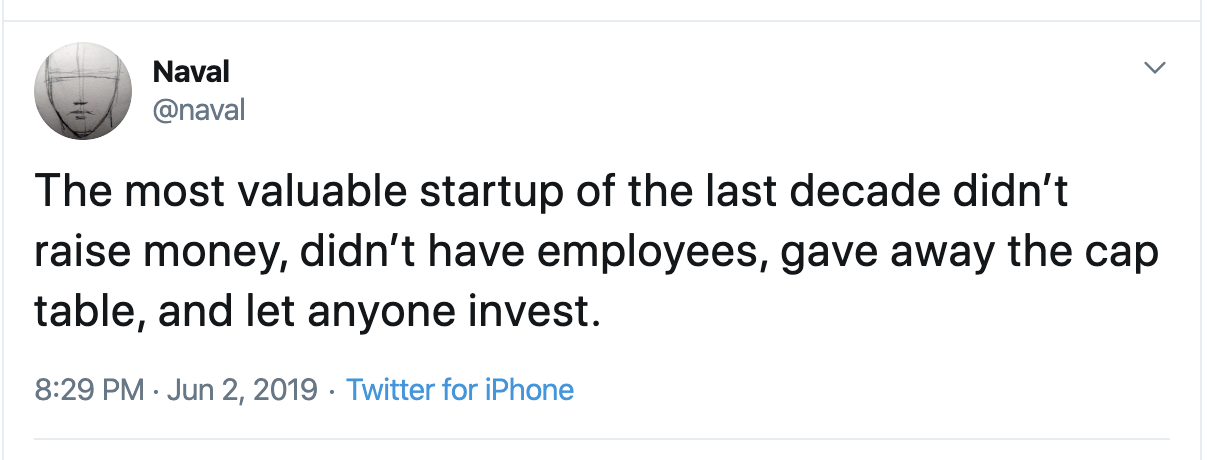 Naval
@naval
The most valuable startup of the last decade didn’t
raise money, didn’t have employees, gave away the cap
table, and let anyone invest.
8:29 PM · Jun 2, 2019 · Twitter for iPhone